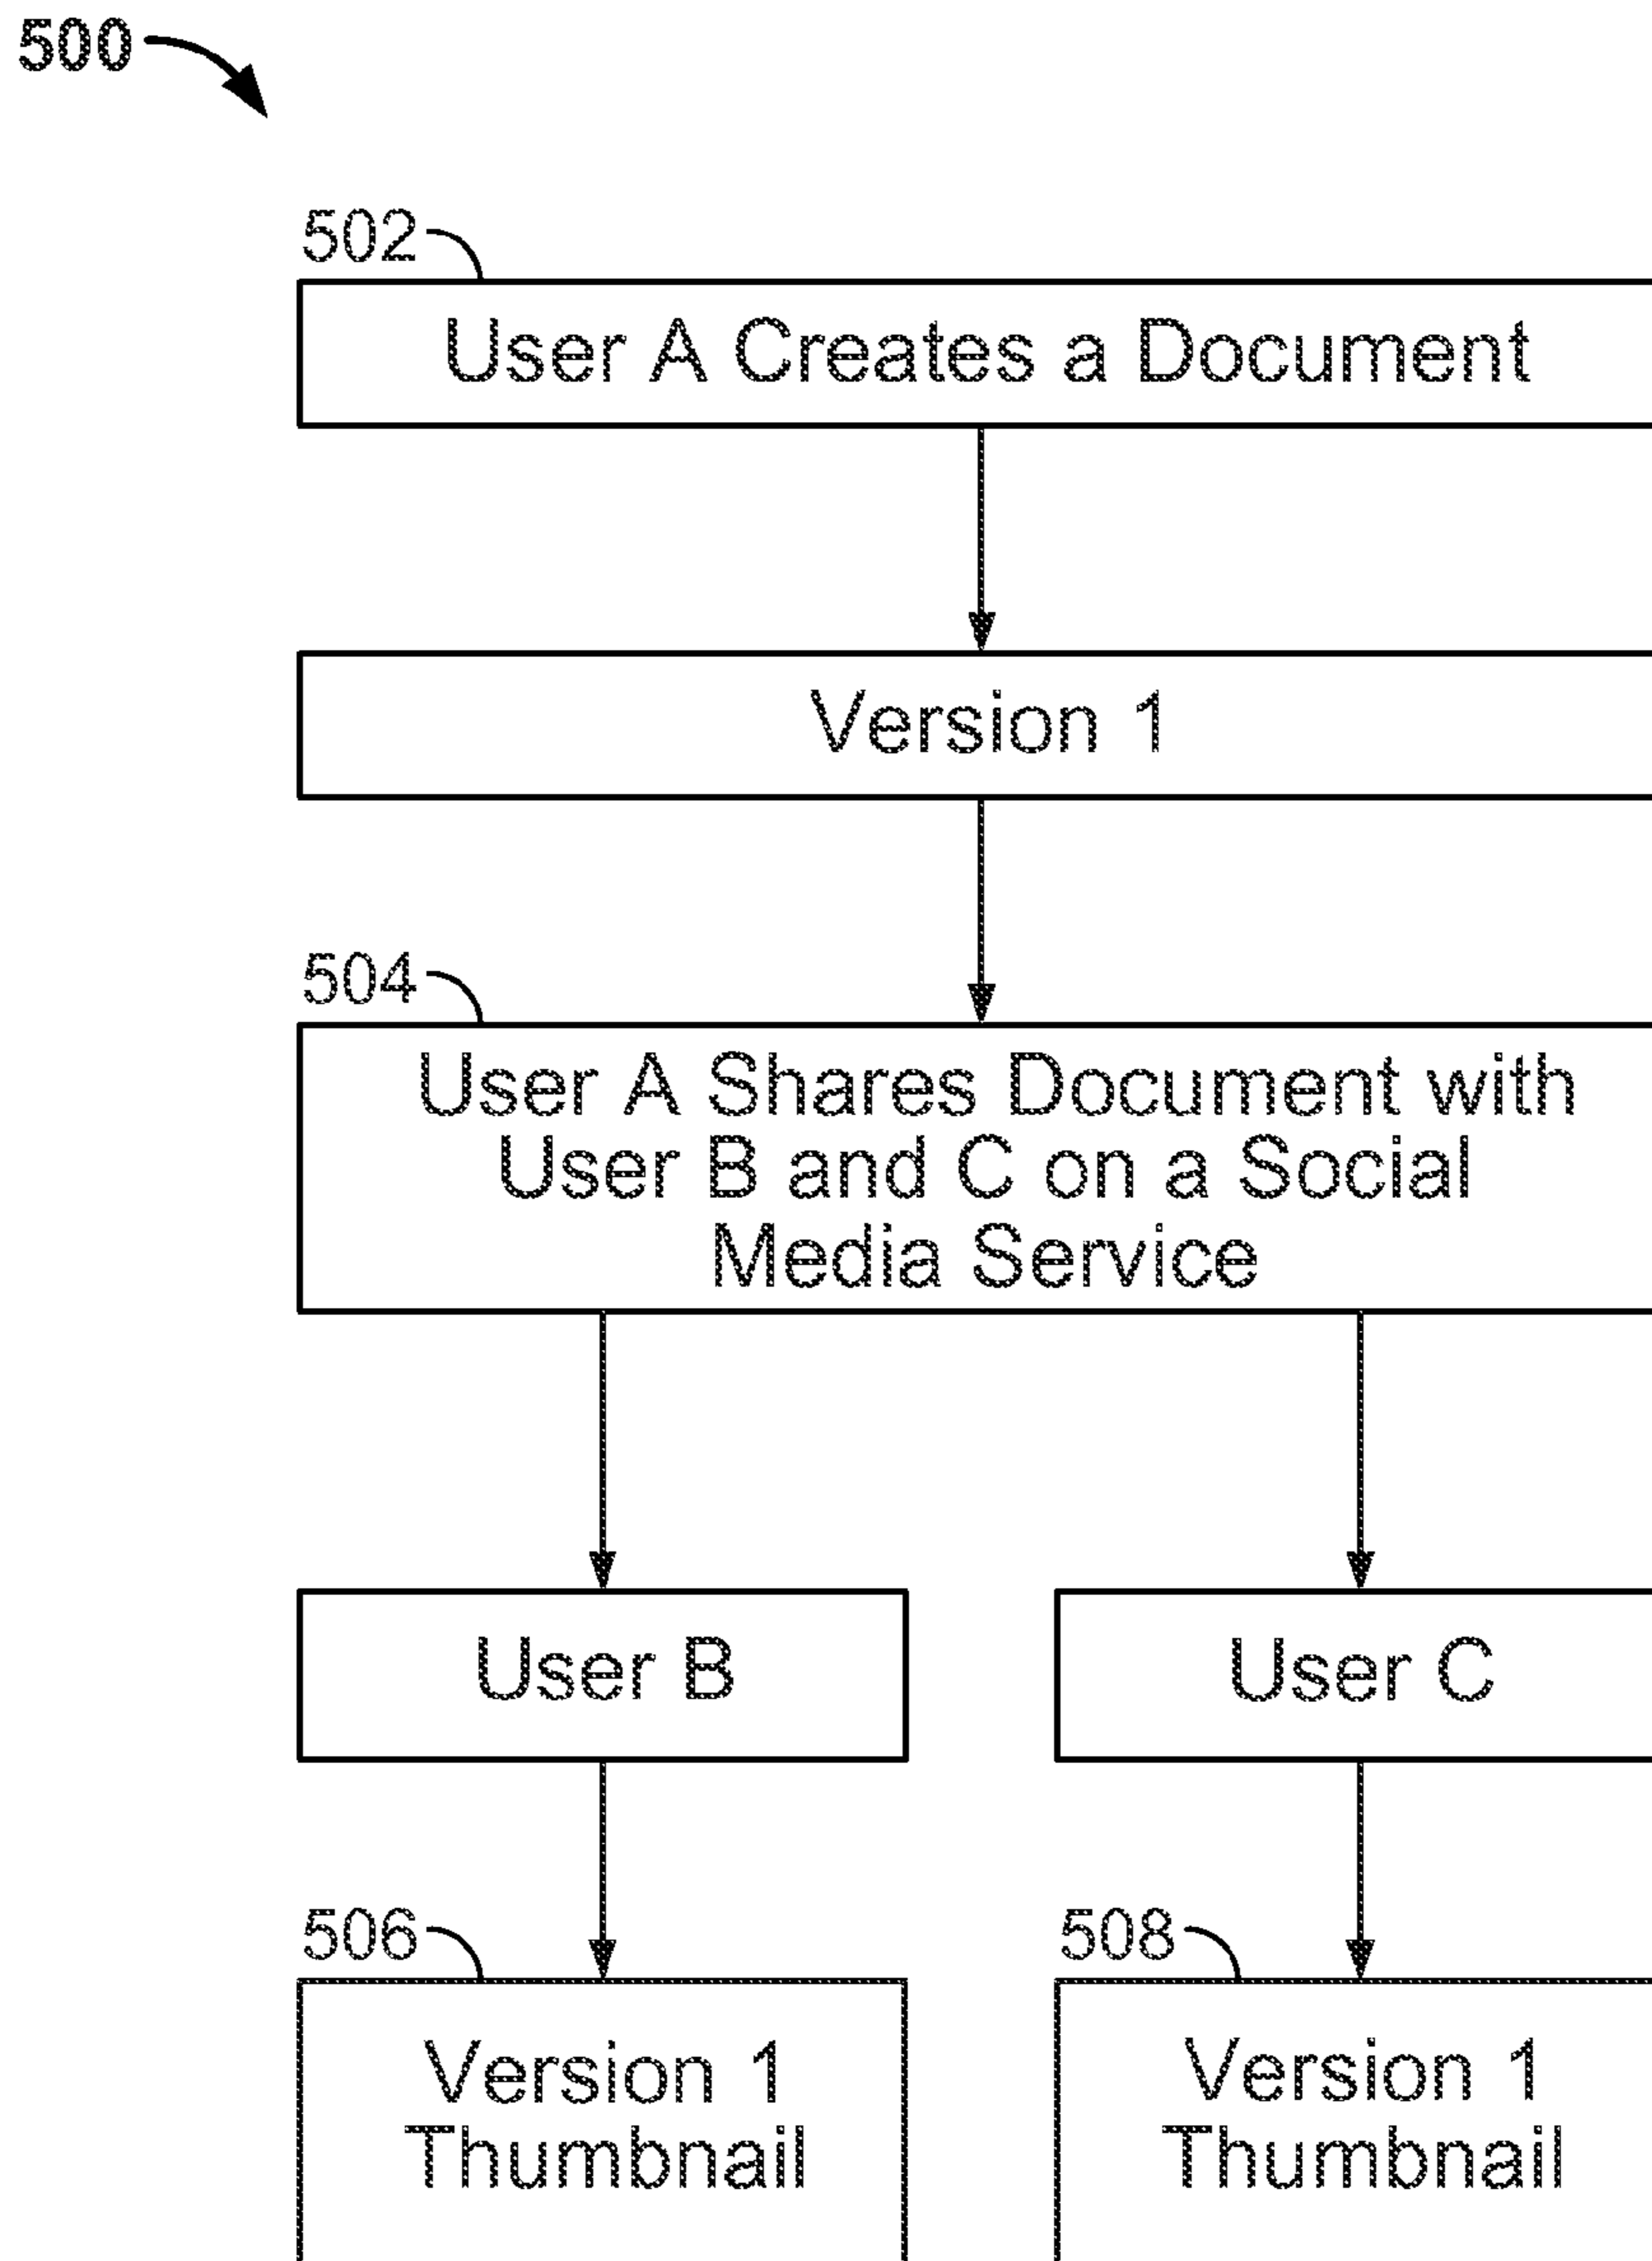 500
502
User A Creates a Document
Version 1
504
User A Shares Document with
User B and C on a Social
Media Service
User B
User C
506
508
Version 1
Thumbnail
Version 1
Thumbnail